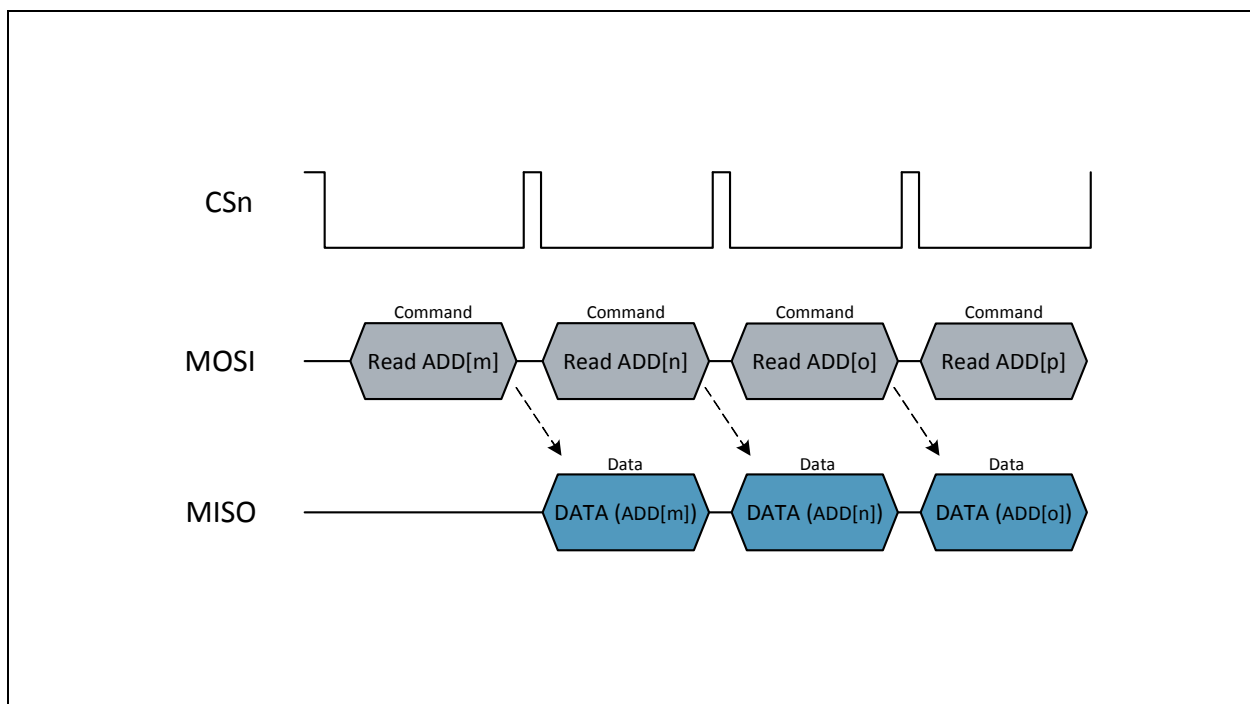 CSn
Command Command Command Command
MOSI Read ADD[m] Read ADD[n] Read ADD[o] Read ADD[p]
Data Data Data
MISO DATA (ADD[m]) DATA (ADD[n]) DATA (ADD[o])